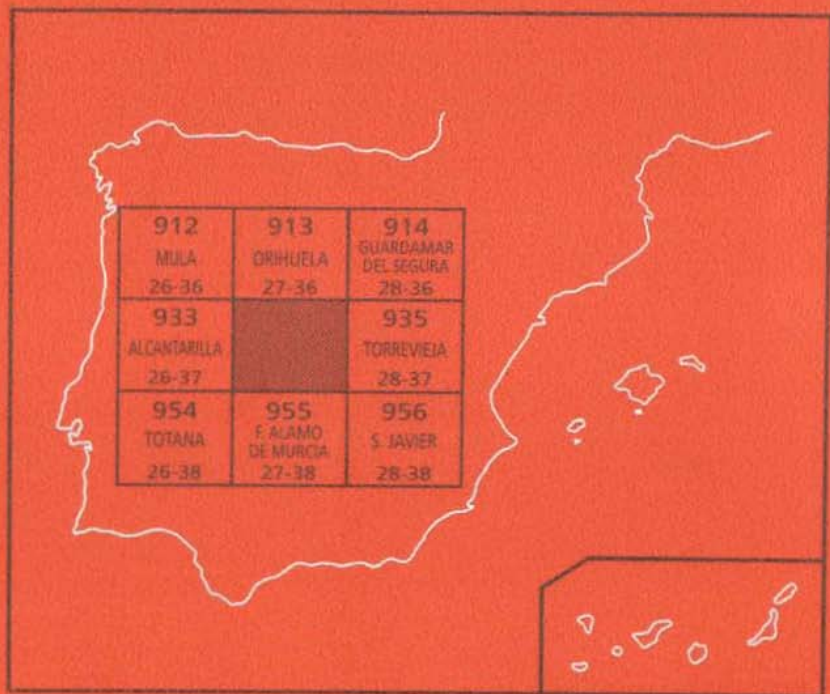 912
MULA
26-36
913
ORIHUELA
27-36
914
GUARDAMAR
DEL SEGURA
28-36
933
ALCANTARILLA
26-37
935
TORREVIEJA
28-37
954
TOTANA
26-38
955
F. ALAMO
DE MURCIA
27-38
956
S. JAVIER
28-38